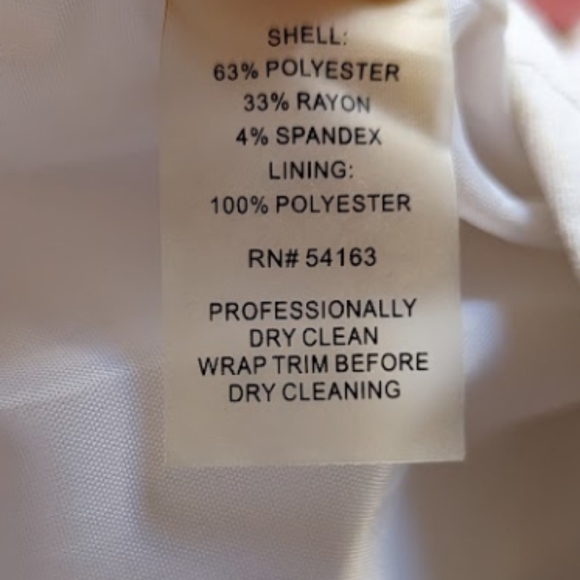 SHELL:
63% POLYESTER
33% RAYON
4% SPANDEX
LINING:
100% POLYESTER
RN# 54163
PROFESSIONALLY
DRY CLEAN
WRAP TRIM BEFORE
DRY CLEANING